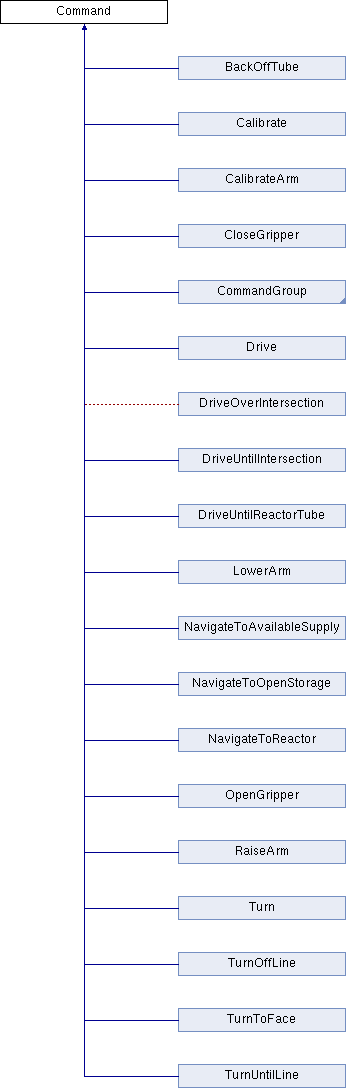 Command
BackOffTube
Calibrate
CalibrateArm
CloseGripper
CommandGroup
Drive
DriveOverIntersection
DriveUntilIntersection
DriveUntilReactorTube
LowerArm
NavigateToAvailableSupply
NavigateToOpenStorage
NavigateToReactor
OpenGripper
RaiseArm
Turn
TurnOffLine
TurnToFace
TurnUntilLine